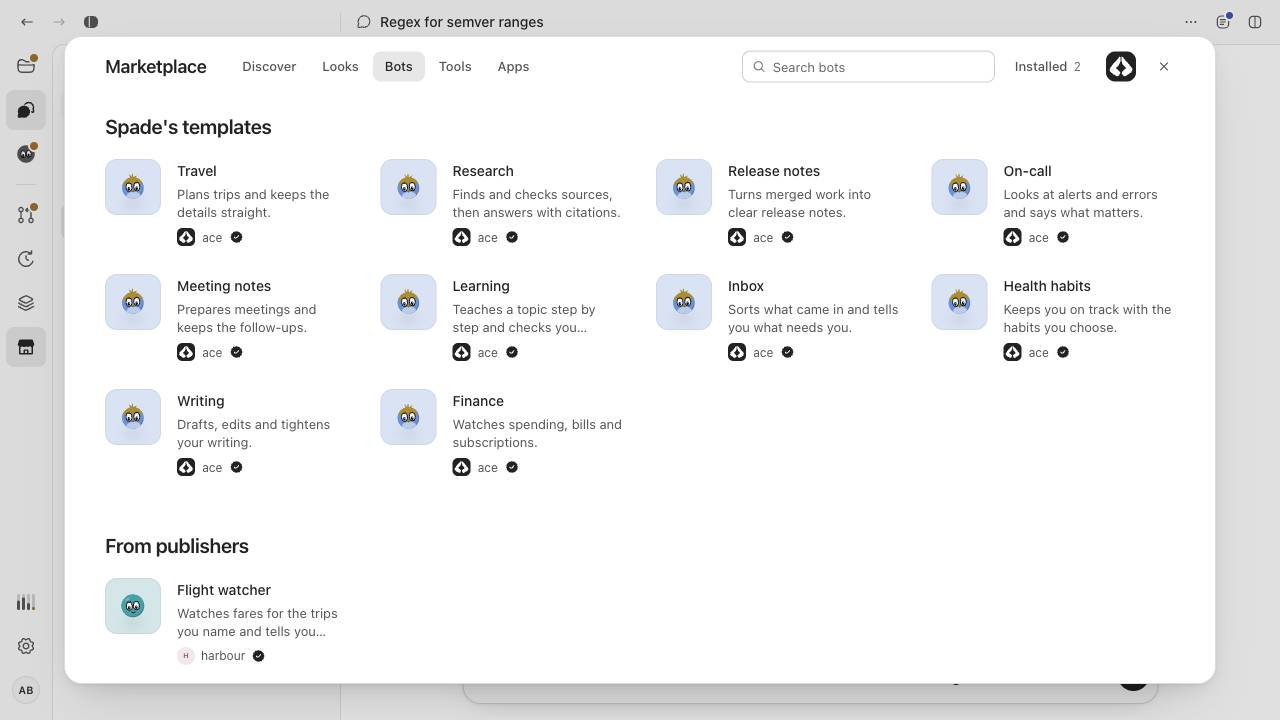 Regex for semver ranges
Marketplace
Discover
Looks
Bots
Tools
Apps
Search bots
Installed 2
Spade's templates
Travel
Plans trips and keeps the
details straight.
ace
Research
Finds and checks sources,
then answers with citations.
ace
Release notes
Turns merged work into
clear release notes.
ace
On-call
Looks at alerts and errors
and says what matters.
ace
Meeting notes
Prepares meetings and
keeps the follow-ups.
ace
Learning
Teaches a topic step by
step and checks you...
ace
Inbox
Sorts what came in and tells
you what needs you.
ace
Health habits
Keeps you on track with the
habits you choose.
ace
Writing
Drafts, edits and tightens
your writing.
ace
Finance
Watches spending, bills and
subscriptions.
ace
From publishers
Flight watcher
Watches fares for the trips
you name and tells you...
H harbour
AB